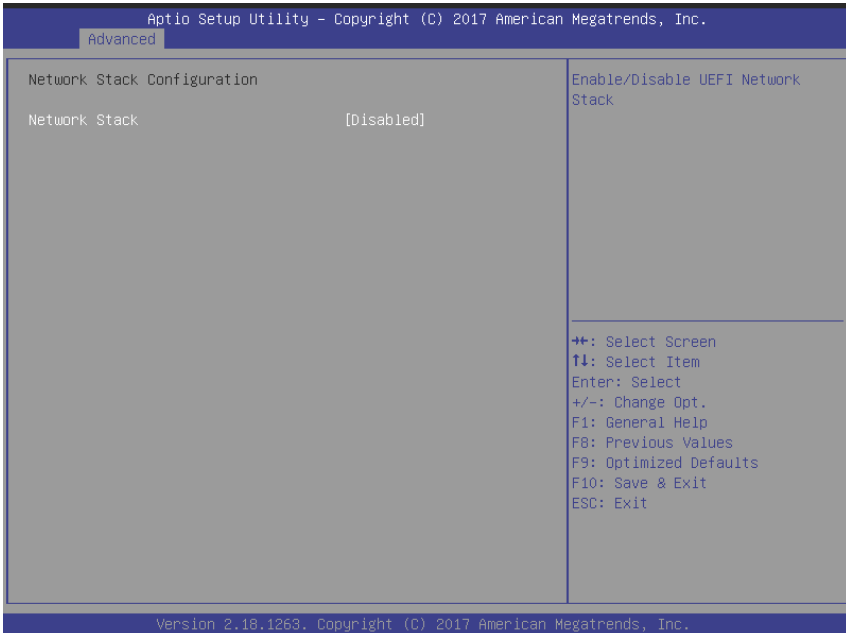 Aptio Setup Utility – Copyright (C) 2017 American Megatrends, Inc.
Advanced
Network Stack Configuration
Network Stack [Disabled]
Enable/Disable UEFI Network
Stack
→←: Select Screen
↑↓: Select Item
Enter: Select
+/-: Change Opt.
F1: General Help
F8: Previous Values
F9: Optimized Defaults
F10: Save & Exit
ESC: Exit
Version 2.18.1263. Copyright (C) 2017 American Megatrends, Inc.